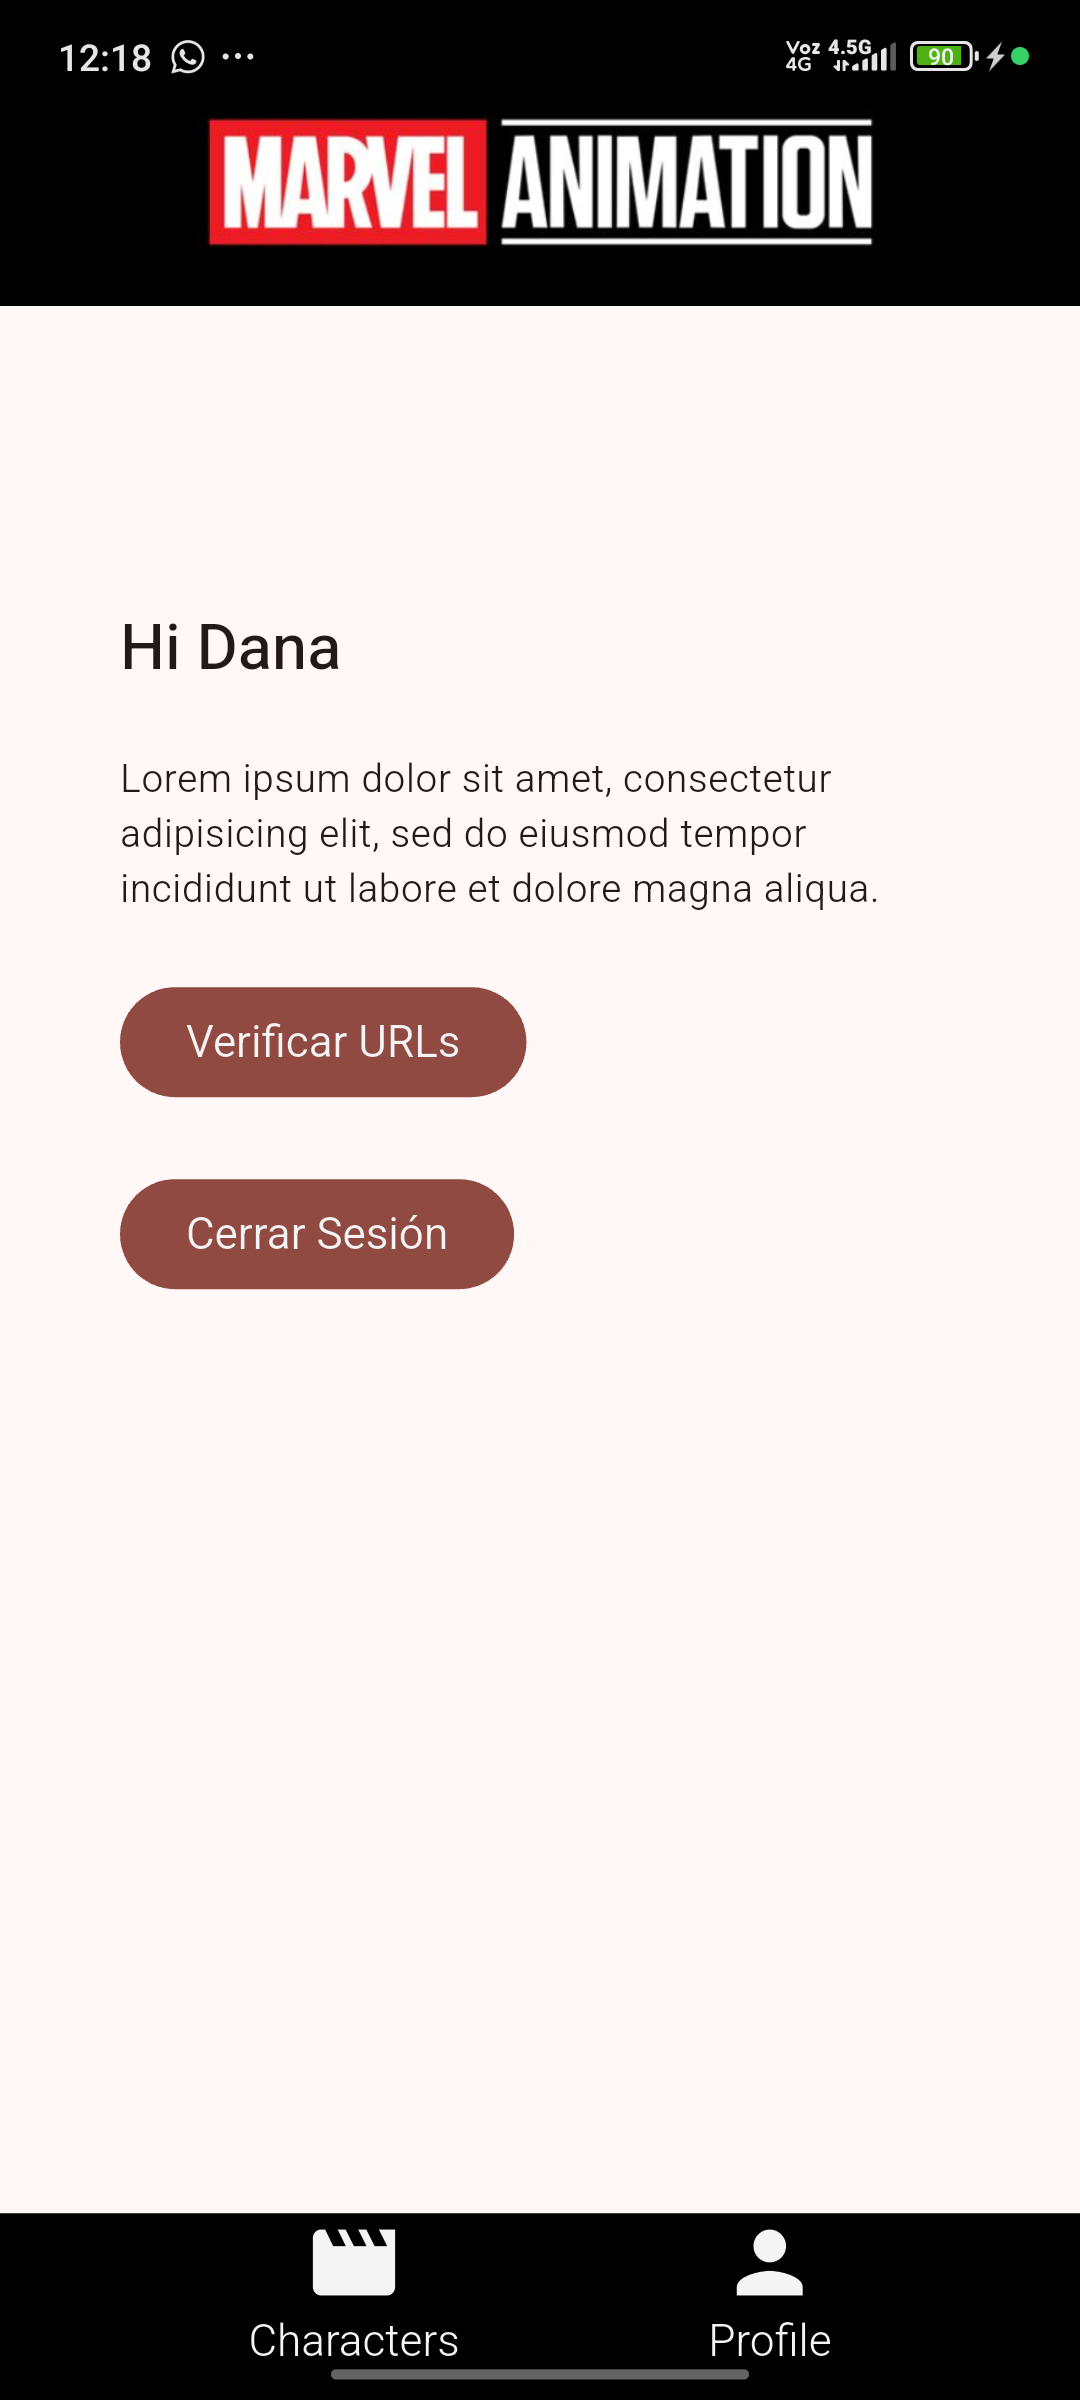 12:18
Voz 4.5G
4G
90
MARVEL ANIMATION
Hi Dana
Lorem ipsum dolor sit amet, consectetur
adipisicing elit, sed do eiusmod tempor
incididunt ut labore et dolore magna aliqua.
Verificar URLs
Cerrar Sesión
Characters
Profile